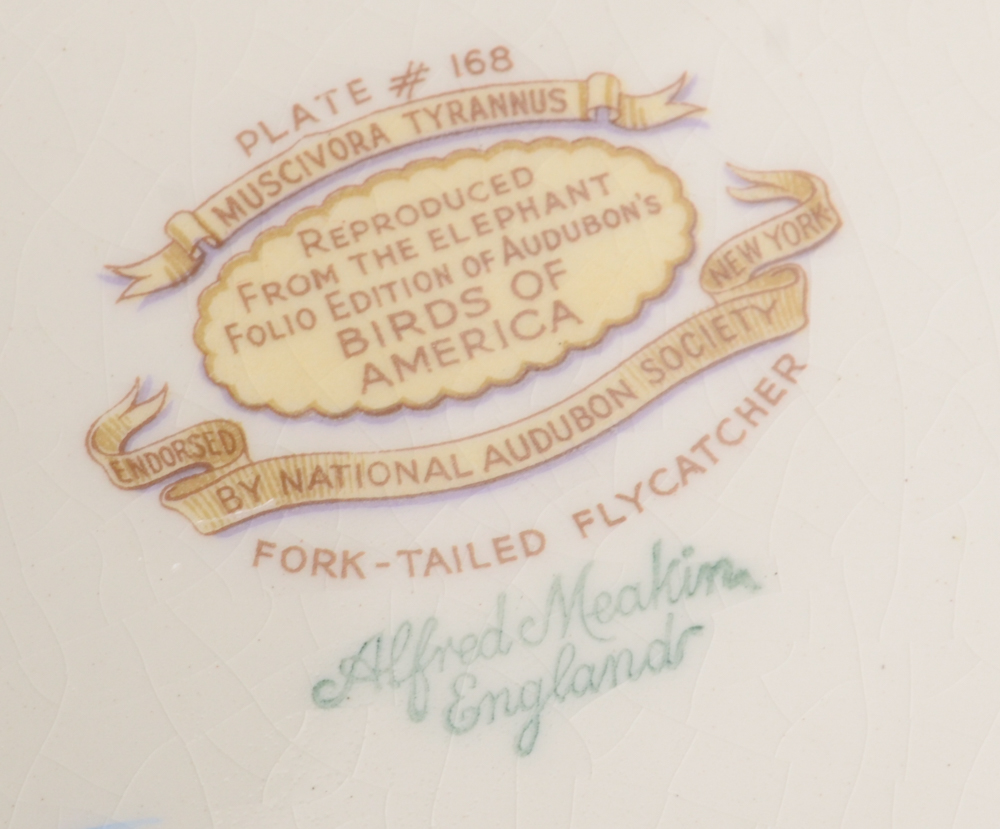 PLATE # 168
MUSCIVORA TYRANNUS
REPRODUCED
FROM THE ELEPHANT
FOLIO EDITION OF AUDUBON'S
BIRDS OF
AMERICA
ENDORSED
BY NATIONAL AUDUBON SOCIETY
NEW YORK
FORK-TAILED FLYCATCHER
Alfred Meakin
England